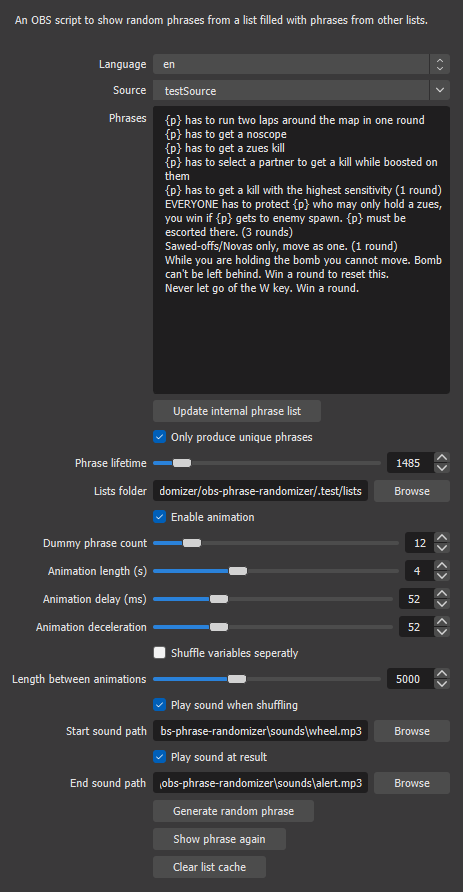 An OBS script to show random phrases from a list filled with phrases from other lists.
Language en
Source testSource
Phrases
{p} has to run two laps around the map in one round
{p} has to get a noscope
{p} has to get a zues kill
{p} has to select a partner to get a kill while boosted on
them
{p} has to get a kill with the highest sensitivity (1 round)
EVERYONE has to protect {p} who may only hold a zues,
you win if {p} gets to enemy spawn. {p} must be
escorted there. (3 rounds)
Sawed-offs/Novas only, move as one. (1 round)
While you are holding the bomb you cannot move. Bomb
can't be left behind. Win a round to reset this.
Never let go of the W key. Win a round.
Update internal phrase list
Only produce unique phrases
Phrase lifetime 1485
Lists folder domizer/obs-phrase-randomizer/.test/lists Browse
Enable animation
Dummy phrase count 12
Animation length (s) 4
Animation delay (ms) 52
Animation deceleration 52
Shuffle variables seperatly
Length between animations 5000
Play sound when shuffling
Start sound path bs-phrase-randomizer\sounds\wheel.mp3 Browse
Play sound at result
End sound path \obs-phrase-randomizer\sounds\alert.mp3 Browse
Generate random phrase
Show phrase again
Clear list cache